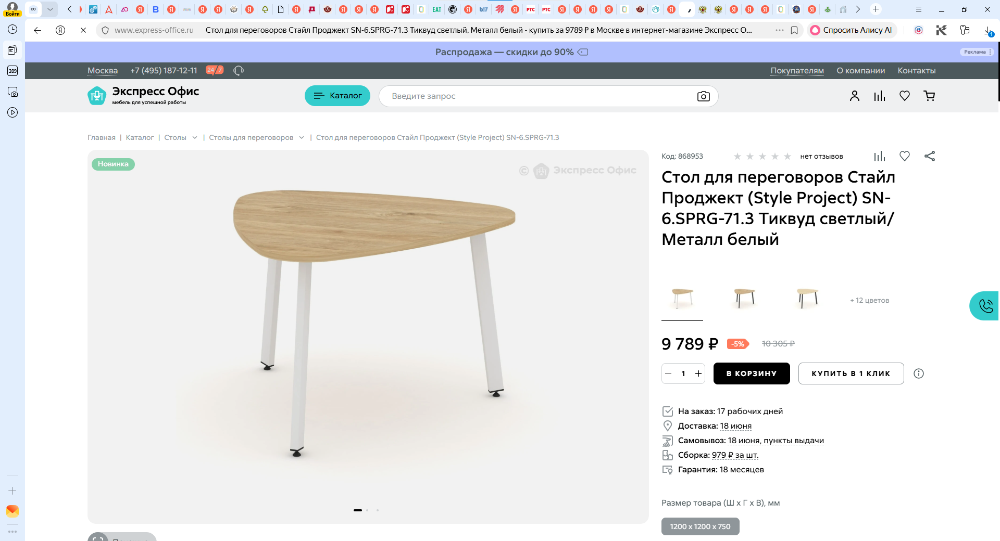 Войти
EAT
b17
РТС
РТС
289
www.express-office.ru
Стол для переговоров Стайл Проджект SN-6.SPRG-71.3 Тиквуд светлый, Металл белый - купить за 9789 ₽ в Москве в интернет-магазине Экспресс О...
Спросить Алису AI
1
Распродажа — скидки до 90%
Реклама
Москва
+7 (495) 187-12-11
24/7
Покупателям
О компании
Контакты
Экспресс Офис
мебель для успешной работы
Каталог
Введите запрос
Главная | Каталог | Столы | Столы для переговоров | Стол для переговоров Стайл Проджект (Style Project) SN-6.SPRG-71.3
Новинка
© Экспресс Офис
Код: 868953
нет отзывов
Стол для переговоров Стайл
Проджект (Style Project) SN-
6.SPRG-71.3 Тиквуд светлый/
Металл белый
+ 12 цветов
9 789 ₽
-5%
10 305 ₽
1
В КОРЗИНУ
КУПИТЬ В 1 КЛИК
На заказ: 17 рабочих дней
Доставка: 18 июня
Самовывоз: 18 июня, пункты выдачи
Сборка: 979 ₽ за шт.
Гарантия: 18 месяцев
Размер товара (Ш x Г x В), мм
1200 x 1200 x 750